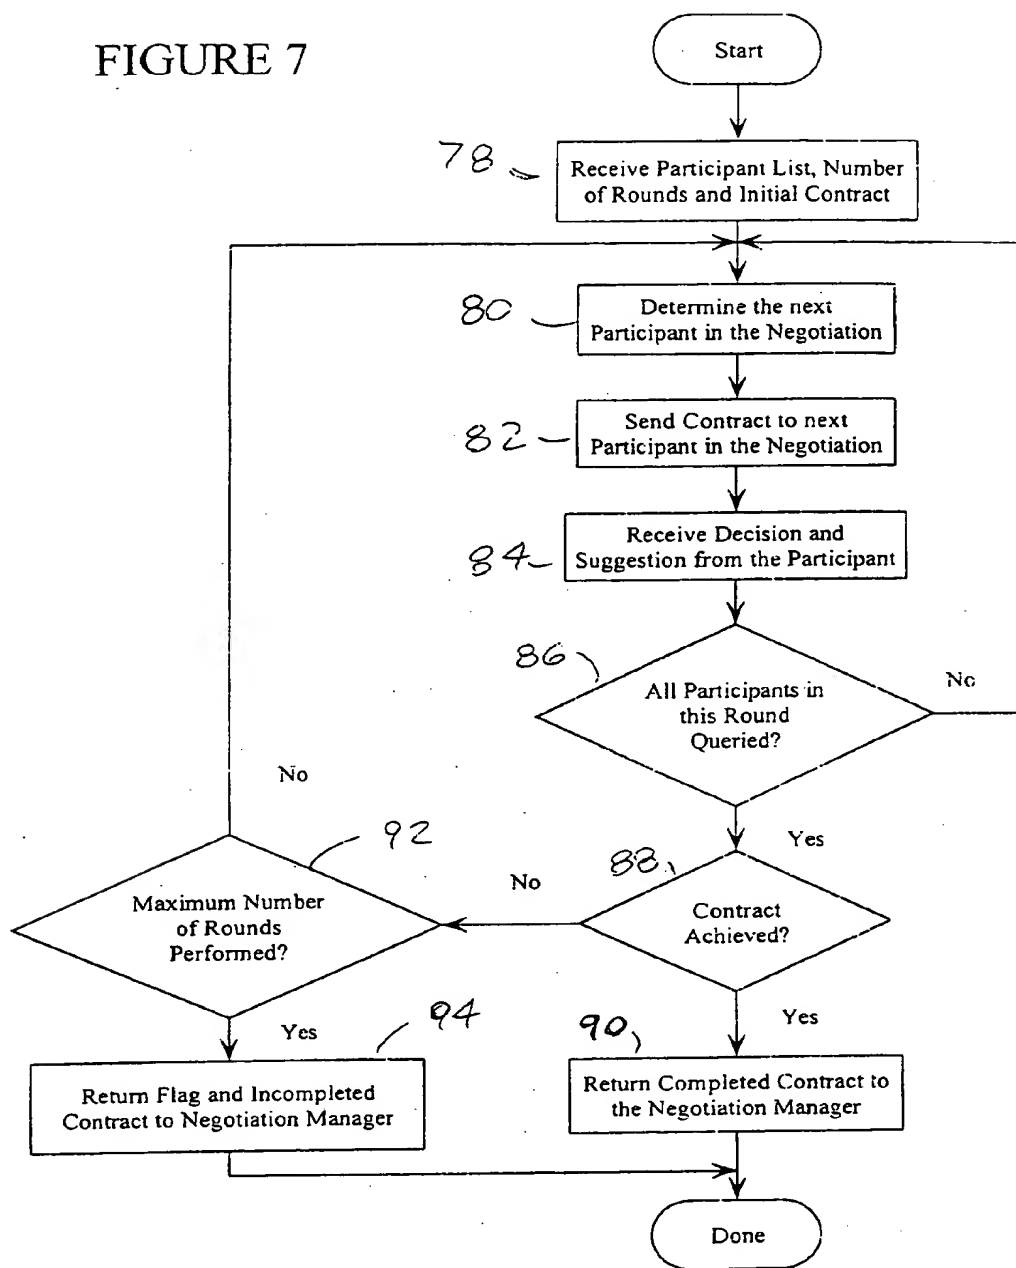 FIGURE 7
Start
78
Receive Participant List, Number
of Rounds and Initial Contract
80
Determine the next
Participant in the Negotiation
82
Send Contract to next
Participant in the Negotiation
84
Receive Decision and
Suggestion from the Participant
86
All Participants in
this Round
Queried?
No
No
Yes
92
88
No
Maximum Number
of Rounds
Performed?
Contract
Achieved?
Yes
94
Yes
90
Return Flag and Incompleted
Contract to Negotiation Manager
Return Completed Contract to
the Negotiation Manager
Done